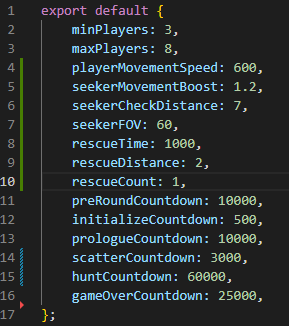 1 export default {
2 minPlayers: 3,
3 maxPlayers: 8,
4 playerMovementSpeed: 600,
5 seekerMovementBoost: 1.2,
6 seekerCheckDistance: 7,
7 seekerFOV: 60,
8 rescueTime: 1000,
9 rescueDistance: 2,
10 rescueCount: 1,
11 preRoundCountdown: 10000,
12 initializeCountdown: 500,
13 prologueCountdown: 10000,
14 scatterCountdown: 3000,
15 huntCountdown: 60000,
16 gameOverCountdown: 25000,
17 };